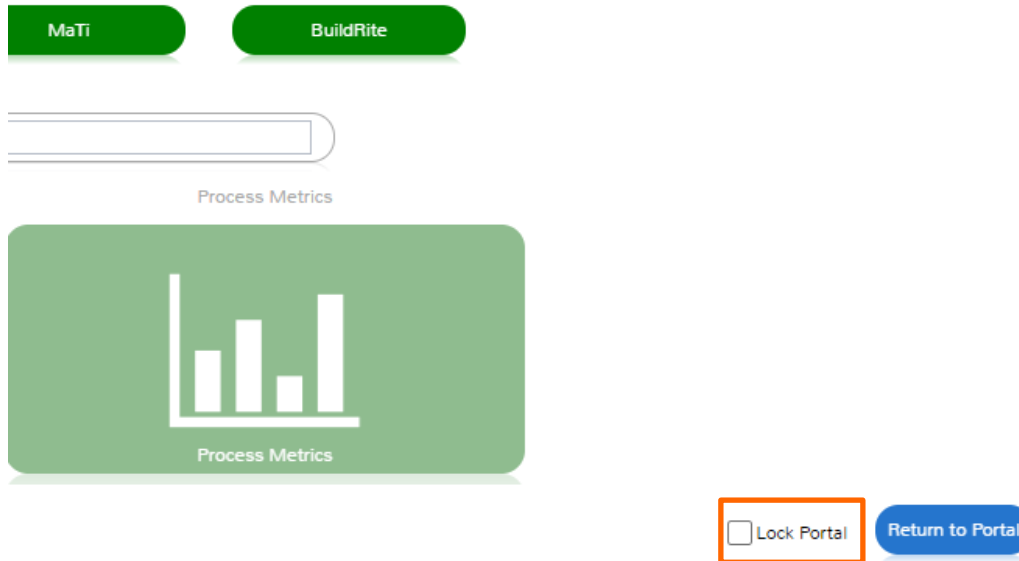 MaTi
BuildRite
Process Metrics
Process Metrics
Lock Portal
Return to Portal